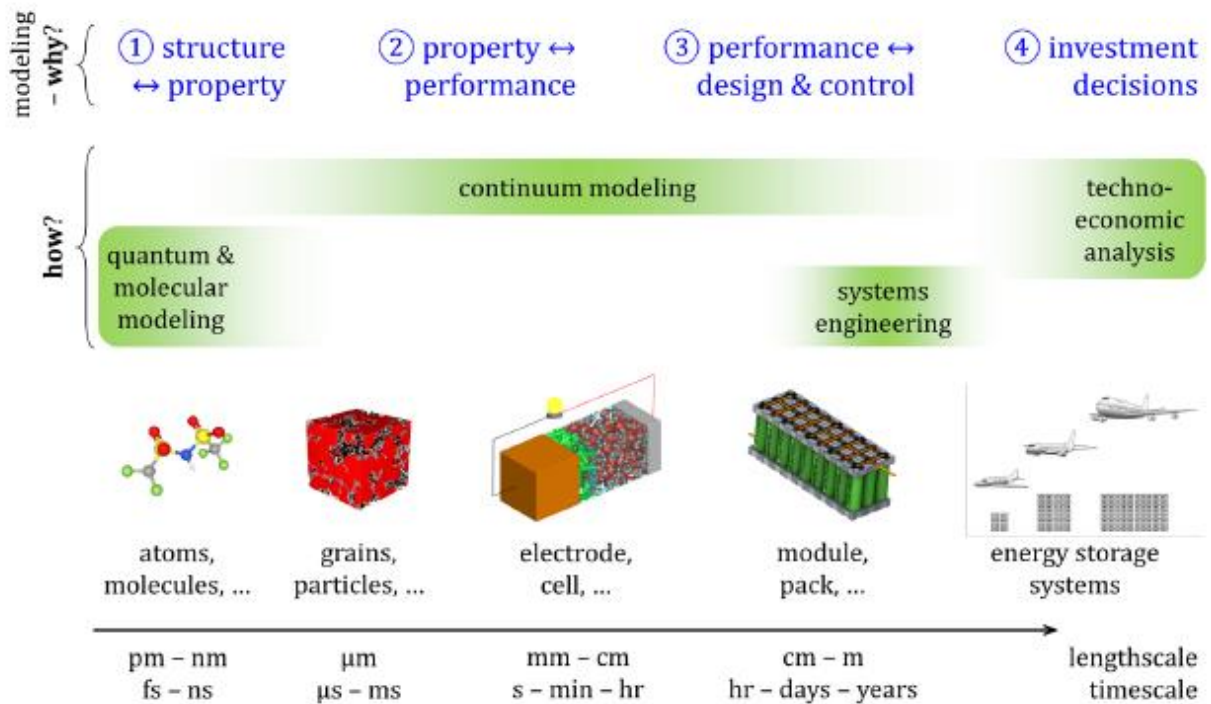 modeling
– why?
① structure
↔ property
② property ↔
performance
③ performance ↔
design & control
④ investment
decisions
how?
continuum modeling
techno-
economic
analysis
quantum &
molecular
modeling
systems
engineering
atoms,
molecules, ...
grains,
particles, ...
electrode,
cell, ...
module,
pack, ...
energy storage
systems
pm – nm
fs – ns
μm
μs – ms
mm – cm
s – min – hr
cm – m
hr – days – years
lengthscale
timescale